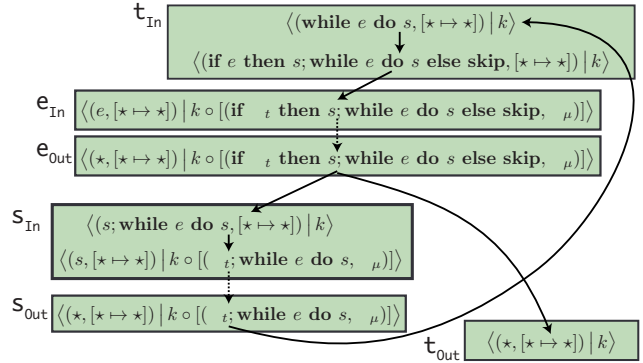 t_In
⟨(while e do s, [⋆ ↦ ⋆]) | k⟩
⟨(if e then s; while e do s else skip, [⋆ ↦ ⋆]) | k⟩
e_In
⟨(e, [⋆ ↦ ⋆]) | k ∘ [(if t then s; while e do s else skip, μ)]⟩
e_Out
⟨(⋆, [⋆ ↦ ⋆]) | k ∘ [(if t then s; while e do s else skip, μ)]⟩
s_In
⟨(s; while e do s, [⋆ ↦ ⋆]) | k⟩
⟨(s, [⋆ ↦ ⋆]) | k ∘ [( t; while e do s, μ)]⟩
s_Out
⟨(⋆, [⋆ ↦ ⋆]) | k ∘ [( t; while e do s, μ)]⟩
t_Out
⟨(⋆, [⋆ ↦ ⋆]) | k⟩